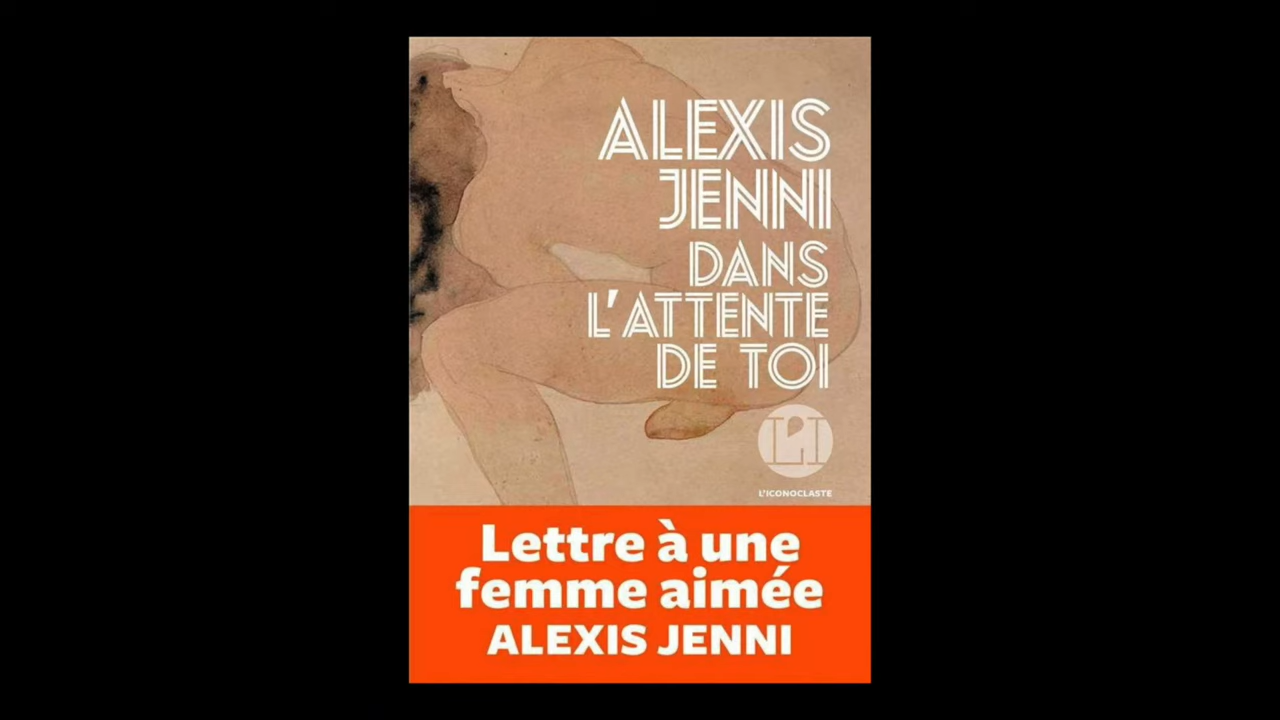 ALEXIS
JENNI
DANS
L'ATTENTE
DE TOI
L'ICONOCLASTE
Lettre à une
femme aimée
ALEXIS JENNI